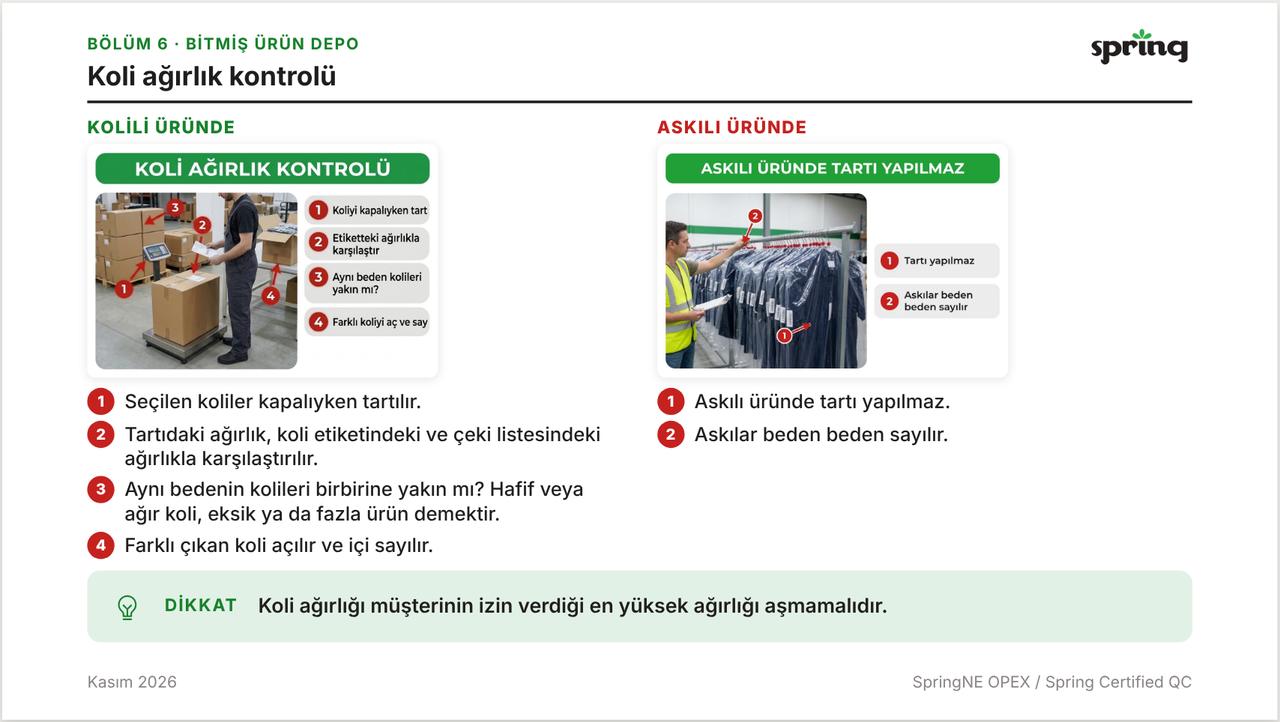 BÖLÜM 6 · BİTMİŞ ÜRÜN DEPO
spring
Koli ağırlık kontrolü
KOLİLİ ÜRÜNDE
KOLİ AĞIRLIK KONTROLÜ
3
2
1
4
1 Koliyi kapalıyken tart
2 Etiketteki ağırlıkla
karşılaştır
3 Aynı beden kolileri
yakın mı?
4 Farklı koliyi aç ve say
1 Seçilen koliler kapalıyken tartılır.
2 Tartıdaki ağırlık, koli etiketindeki ve çeki listesindeki
ağırlıkla karşılaştırılır.
3 Aynı bedenin kolileri birbirine yakın mı? Hafif veya
ağır koli, eksik ya da fazla ürün demektir.
4 Farklı çıkan koli açılır ve içi sayılır.
ASKILI ÜRÜNDE
ASKILI ÜRÜNDE TARTI YAPILMAZ
2
1
1 Tartı yapılmaz
2 Askılar beden
beden sayılır
1 Askılı üründe tartı yapılmaz.
2 Askılar beden beden sayılır.
DİKKAT Koli ağırlığı müşterinin izin verdiği en yüksek ağırlığı aşmamalıdır.
Kasım 2026
SpringNE OPEX / Spring Certified QC